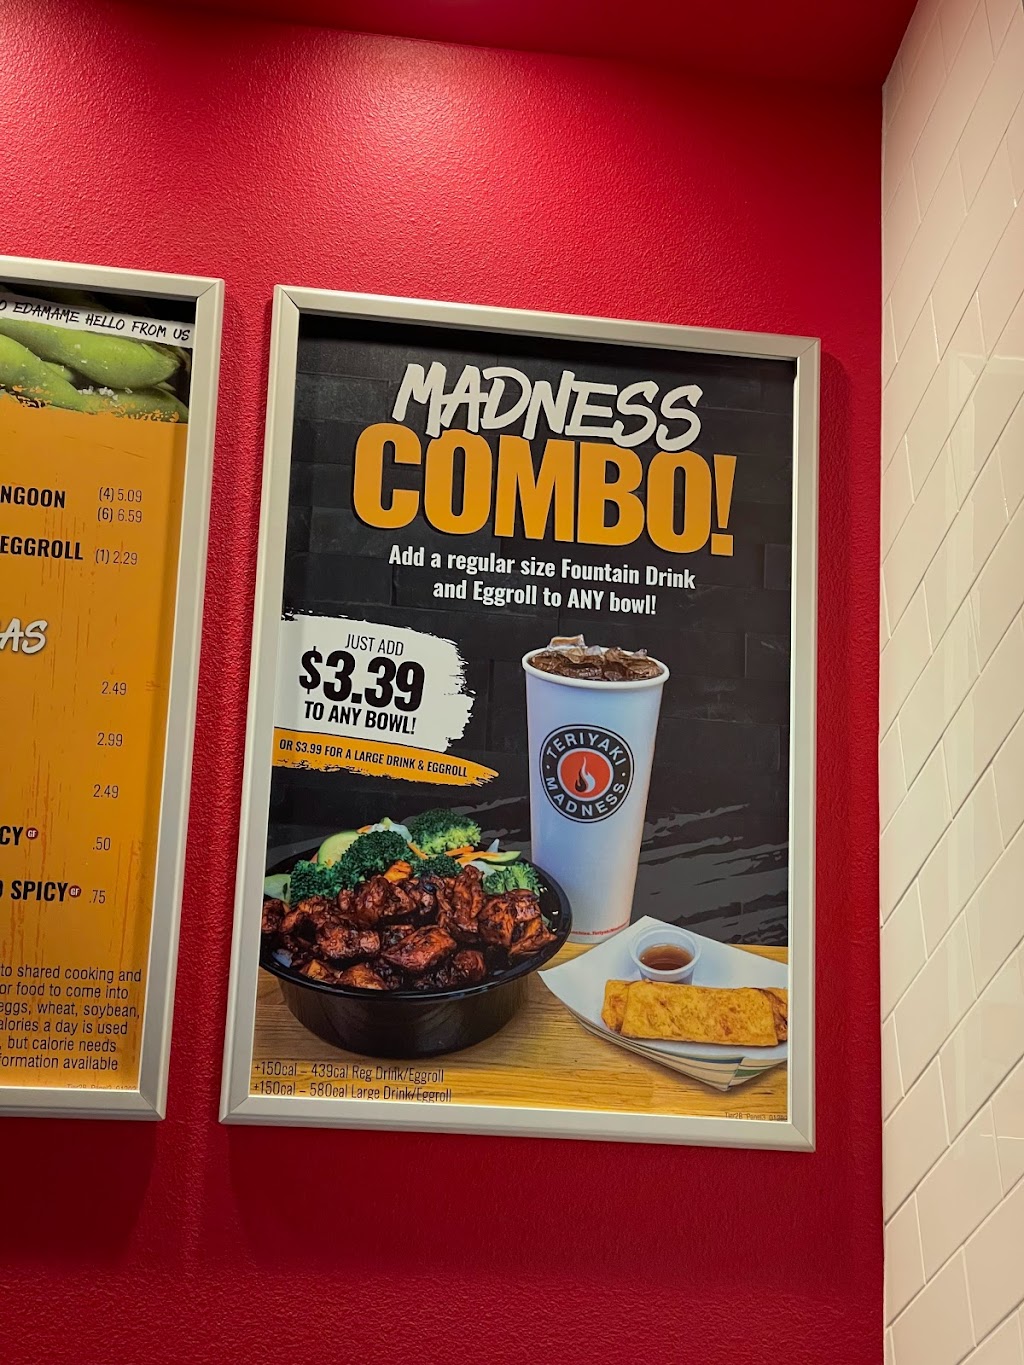 O EDAMAME HELLO FROM US
NGOON (4) 5.09
(6) 6.59
EGGROLL (1) 2.29
AS
2.49
2.99
2.49
CY GF .50
SPICY GF .75
to shared cooking and
or food to come into
eggs, wheat, soybean,
alories a day is used
, but calorie needs
formation available
MADNESS
COMBO!
Add a regular size Fountain Drink
and Eggroll to ANY bowl!
JUST ADD
$3.39
TO ANY BOWL!
OR $3.99 FOR A LARGE DRINK & EGGROLL
TERIYAKI
MADNESS
+150cal – 439cal Reg Drink/Eggroll
+150cal – 580cal Large Drink/Eggroll